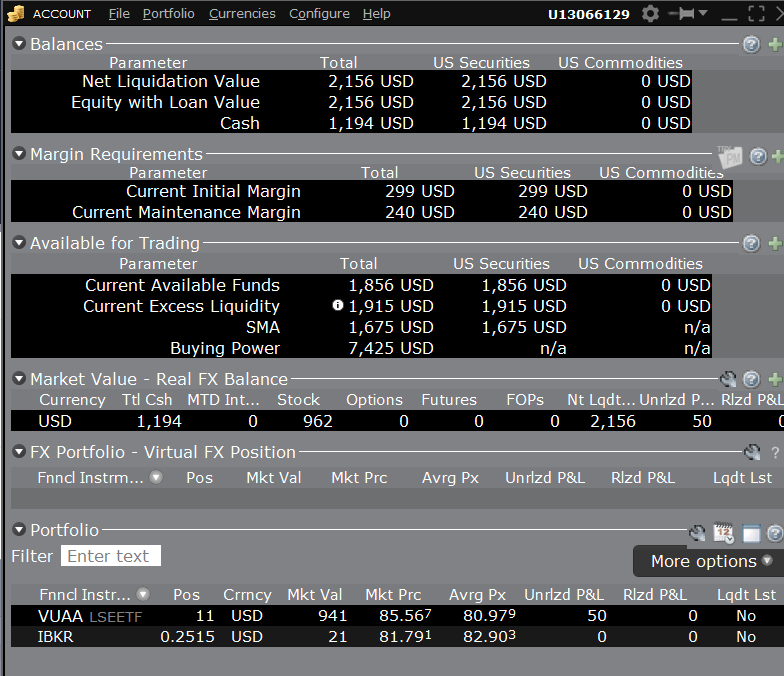 ACCOUNT File Portfolio Currencies Configure Help U13066129
Balances
Parameter Total US Securities US Commodities
Net Liquidation Value 2,156 USD 2,156 USD 0 USD
Equity with Loan Value 2,156 USD 2,156 USD 0 USD
Cash 1,194 USD 1,194 USD 0 USD
Margin Requirements
Parameter Total US Securities US Commodities
Current Initial Margin 299 USD 299 USD 0 USD
Current Maintenance Margin 240 USD 240 USD 0 USD
Available for Trading
Parameter Total US Securities US Commodities
Current Available Funds 1,856 USD 1,856 USD 0 USD
Current Excess Liquidity 1,915 USD 1,915 USD 0 USD
SMA 1,675 USD 1,675 USD n/a
Buying Power 7,425 USD n/a n/a
Market Value - Real FX Balance
Currency Ttl Csh MTD Int... Stock Options Futures FOPs Nt Lqdt... Unrlzd P... Rlzd P&L
USD 1,194 0 962 0 0 0 2,156 50 0
FX Portfolio - Virtual FX Position
Fnncl Instrm... Pos Mkt Val Mkt Prc Avrg Px Unrlzd P&L Rlzd P&L Lqdt Lst
Portfolio
Filter Enter text
More options
Fnncl Instr... Pos Crrncy Mkt Val Mkt Prc Avrg Px Unrlzd P&L Rlzd P&L Lqdt Lst
VUAA LSEETF 11 USD 941 85.567 80.979 50 0 No
IBKR 0.2515 USD 21 81.791 82.903 0 0 No